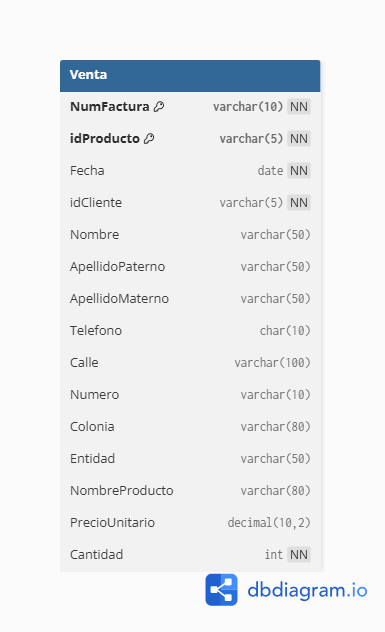 Venta
NumFactura varchar(10) NN
idProducto varchar(5) NN
Fecha date NN
idCliente varchar(5) NN
Nombre varchar(50)
ApellidoPaterno varchar(50)
ApellidoMaterno varchar(50)
Telefono char(10)
Calle varchar(100)
Numero varchar(10)
Colonia varchar(80)
Entidad varchar(50)
NombreProducto varchar(80)
PrecioUnitario decimal(10,2)
Cantidad int NN
dbdiagram.io